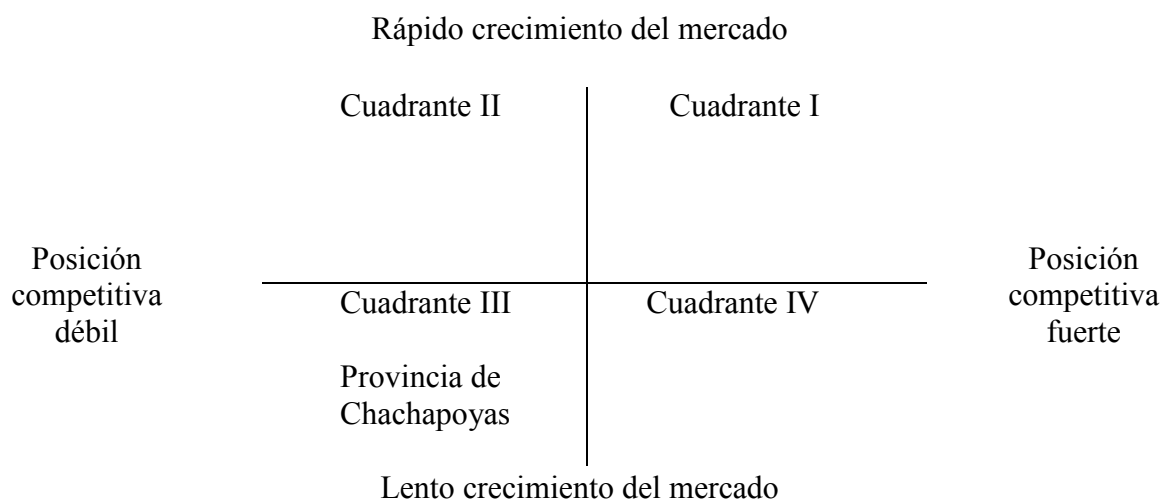 Rápido crecimiento del mercado
Cuadrante II
Cuadrante I
Posición
competitiva
débil
Posición
competitiva
fuerte
Cuadrante III
Cuadrante IV
Provincia de
Chachapoyas
Lento crecimiento del mercado